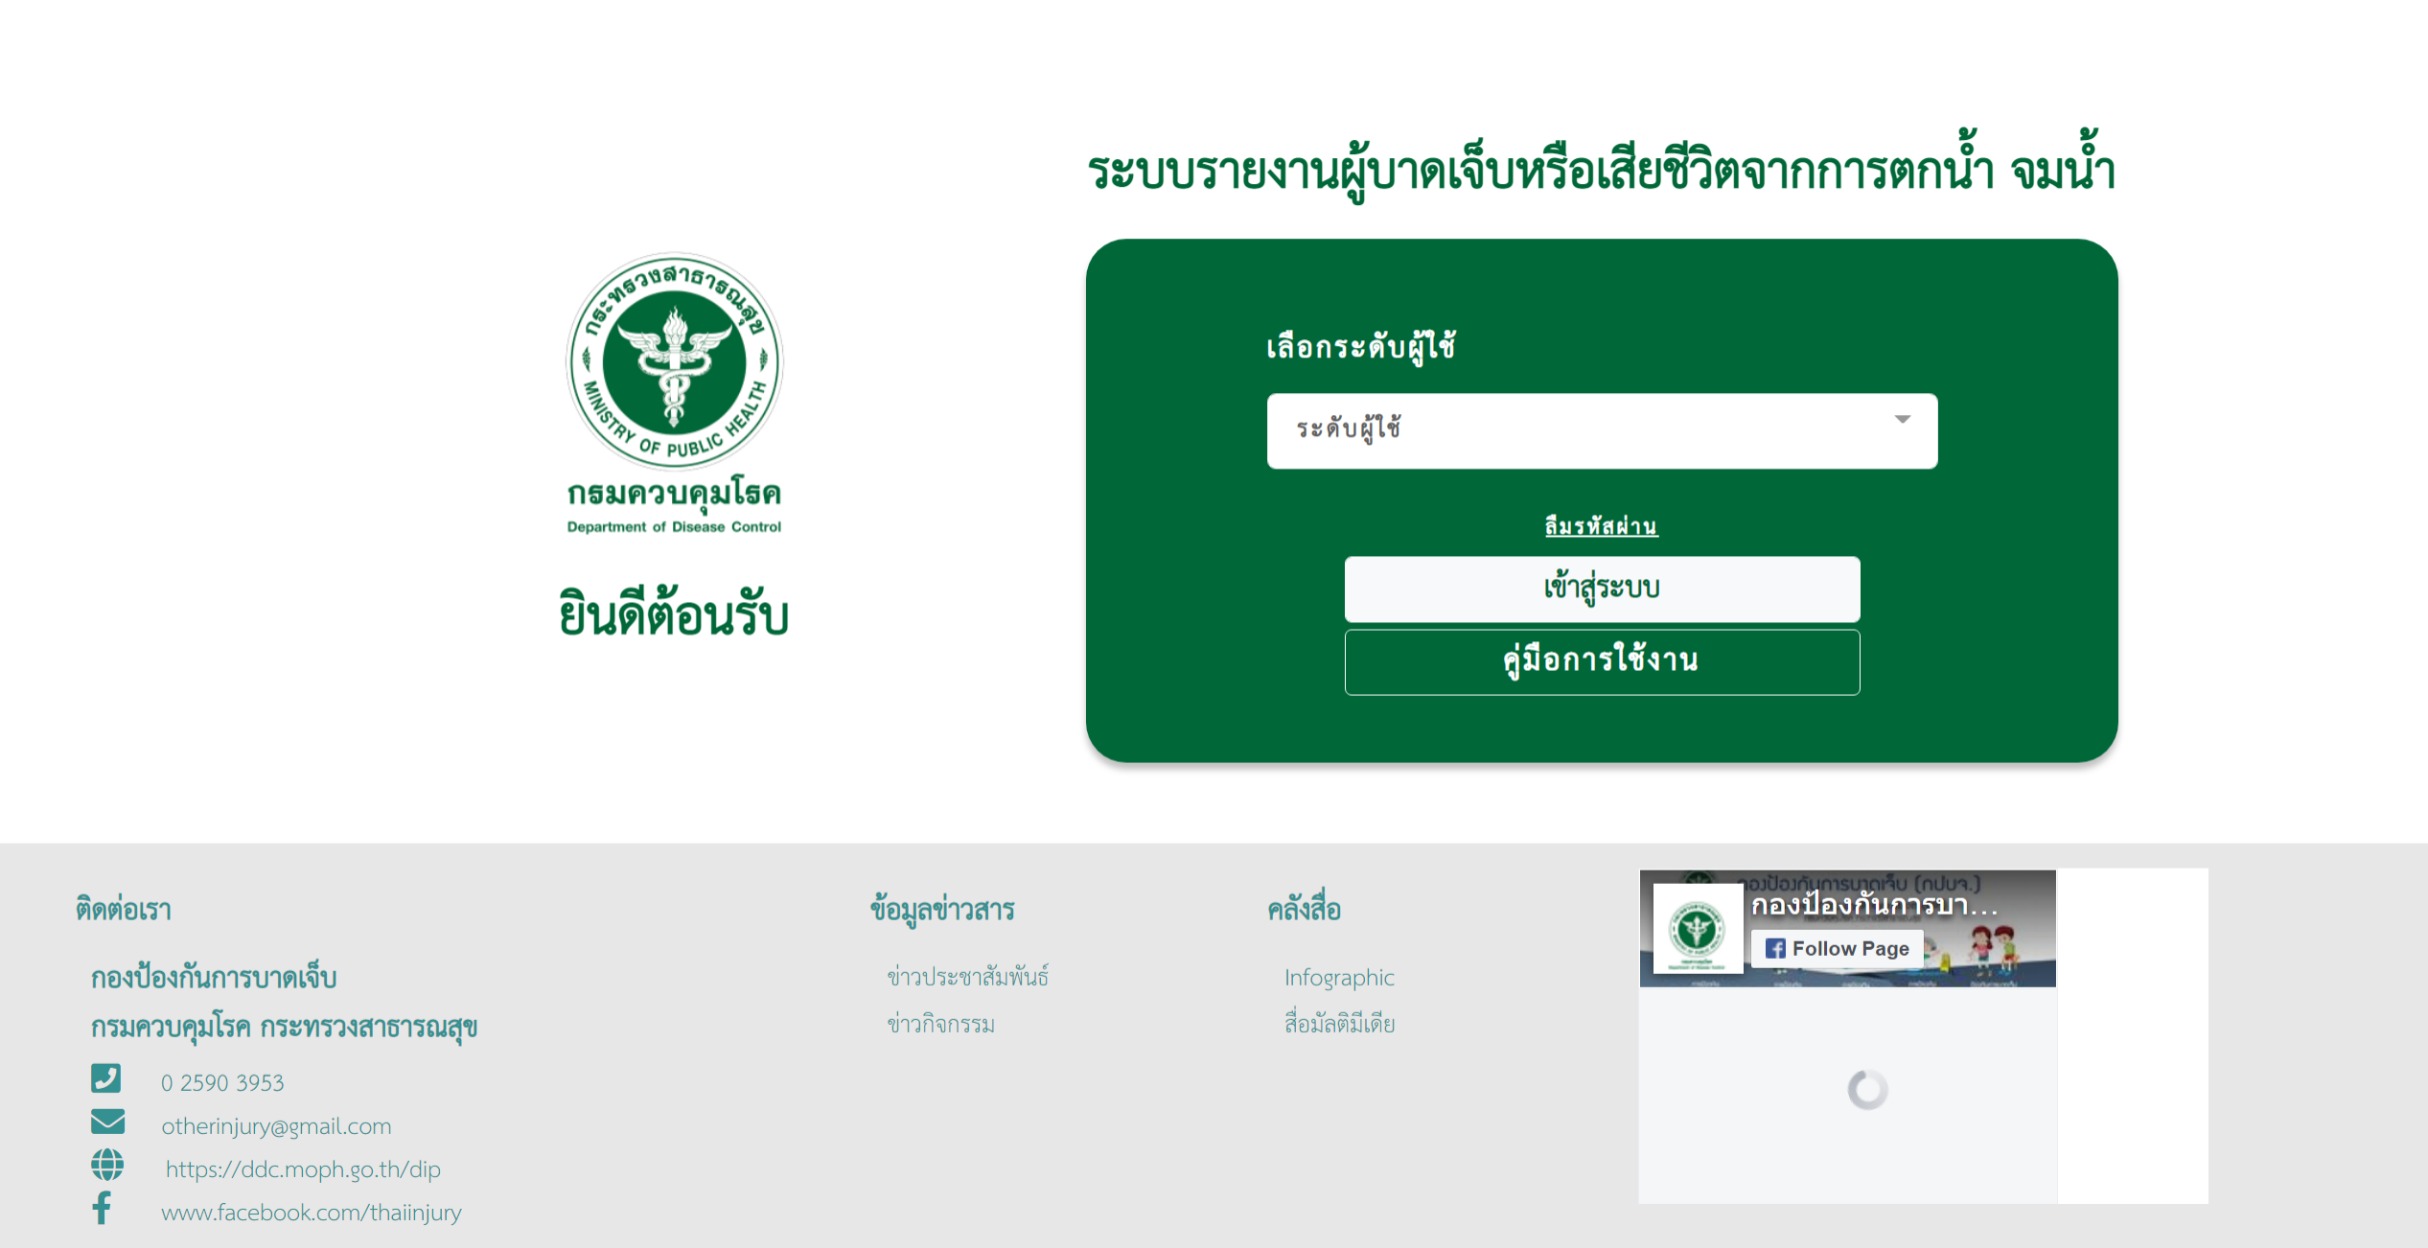 ระบบรายงานผู้บาดเจ็บหรือเสียชีวิตจากการตกน้ำ จมน้ำ
กระทรวงสาธารณสุข
MINISTRY OF PUBLIC HEALTH
กรมควบคุมโรค
Department of Disease Control
ยินดีต้อนรับ
เลือกระดับผู้ใช้
ระดับผู้ใช้
ลืมรหัสผ่าน
เข้าสู่ระบบ
คู่มือการใช้งาน
ติดต่อเรา
กองป้องกันการบาดเจ็บ
กรมควบคุมโรค กระทรวงสาธารณสุข
0 2590 3953
otherinjury@gmail.com
https://ddc.moph.go.th/dip
www.facebook.com/thaiinjury
ข้อมูลข่าวสาร
ข่าวประชาสัมพันธ์
ข่าวกิจกรรม
คลังสื่อ
Infographic
สื่อมัลติมีเดีย
กองป้องกันการบาดเจ็บ (กปบจ.)
กองป้องกันการบา...
Follow Page